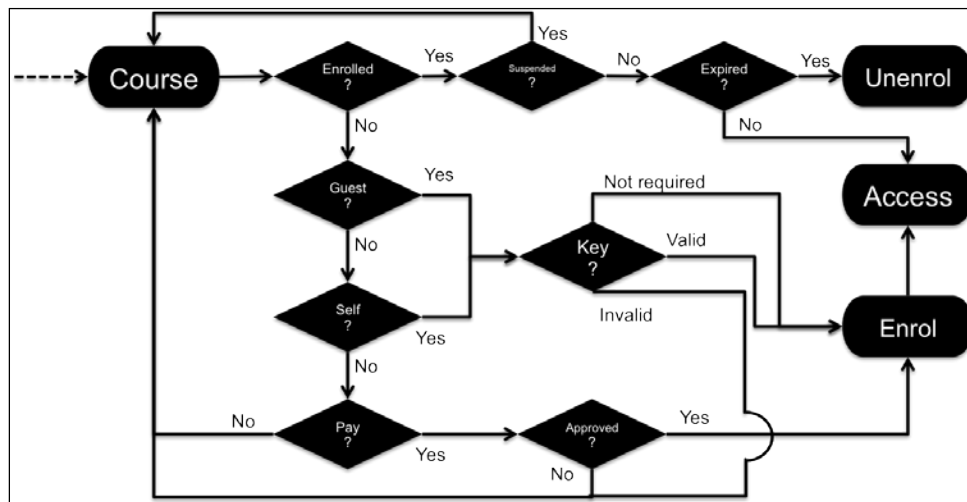 Yes
Course
Enrolled
?
Yes
Suspended
?
No
Expired
?
Yes
Unenrol
No
No
Guest
?
Yes
Not required
Access
No
Key
?
Valid
Self
?
Yes
Invalid
Enrol
No
No
Pay
?
Yes
Approved
?
Yes
No